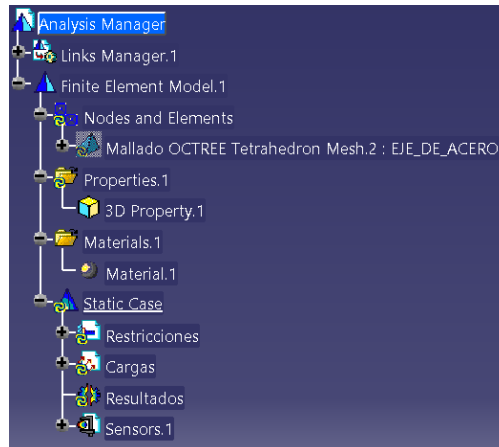 Analysis Manager
Links Manager.1
Finite Element Model.1
Nodes and Elements
Mallado OCTREE Tetrahedron Mesh.2 : EJE_DE_ACERO
Properties.1
3D Property.1
Materials.1
Material.1
Static Case
Restricciones
Cargas
Resultados
Sensors.1